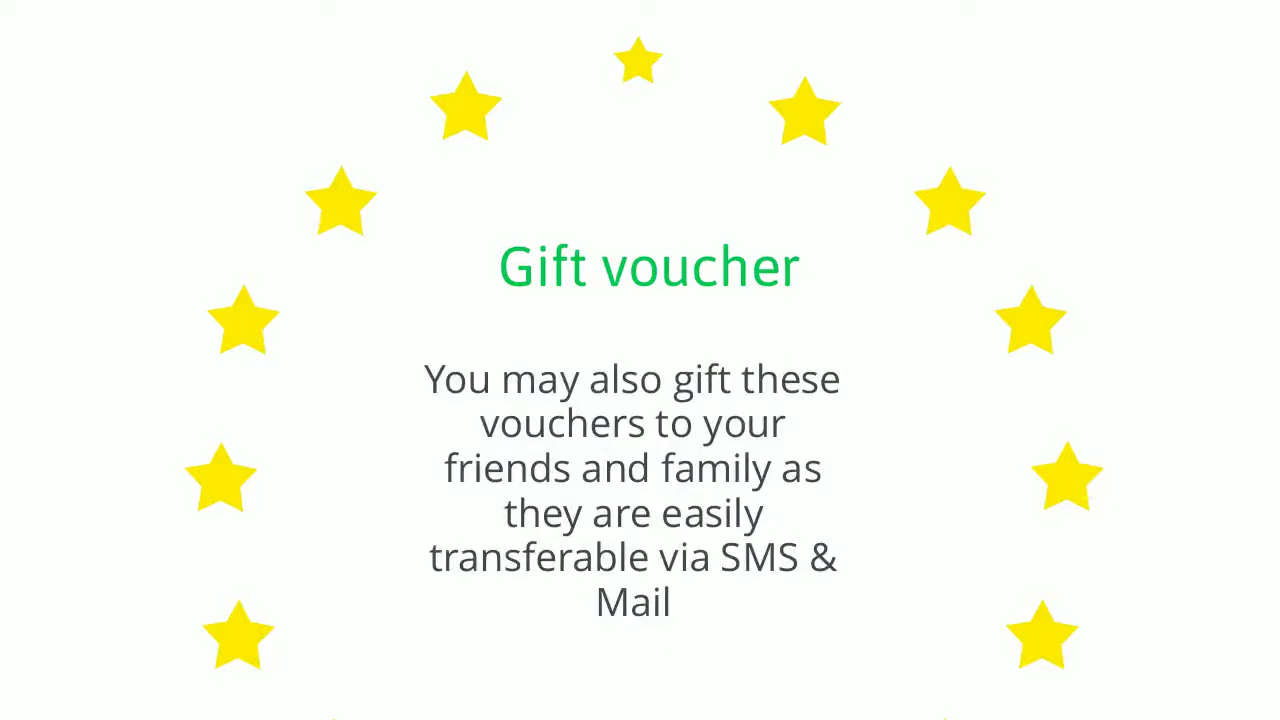 Gift voucher
You may also gift these
vouchers to your
friends and family as
they are easily
transferable via SMS &
Mail